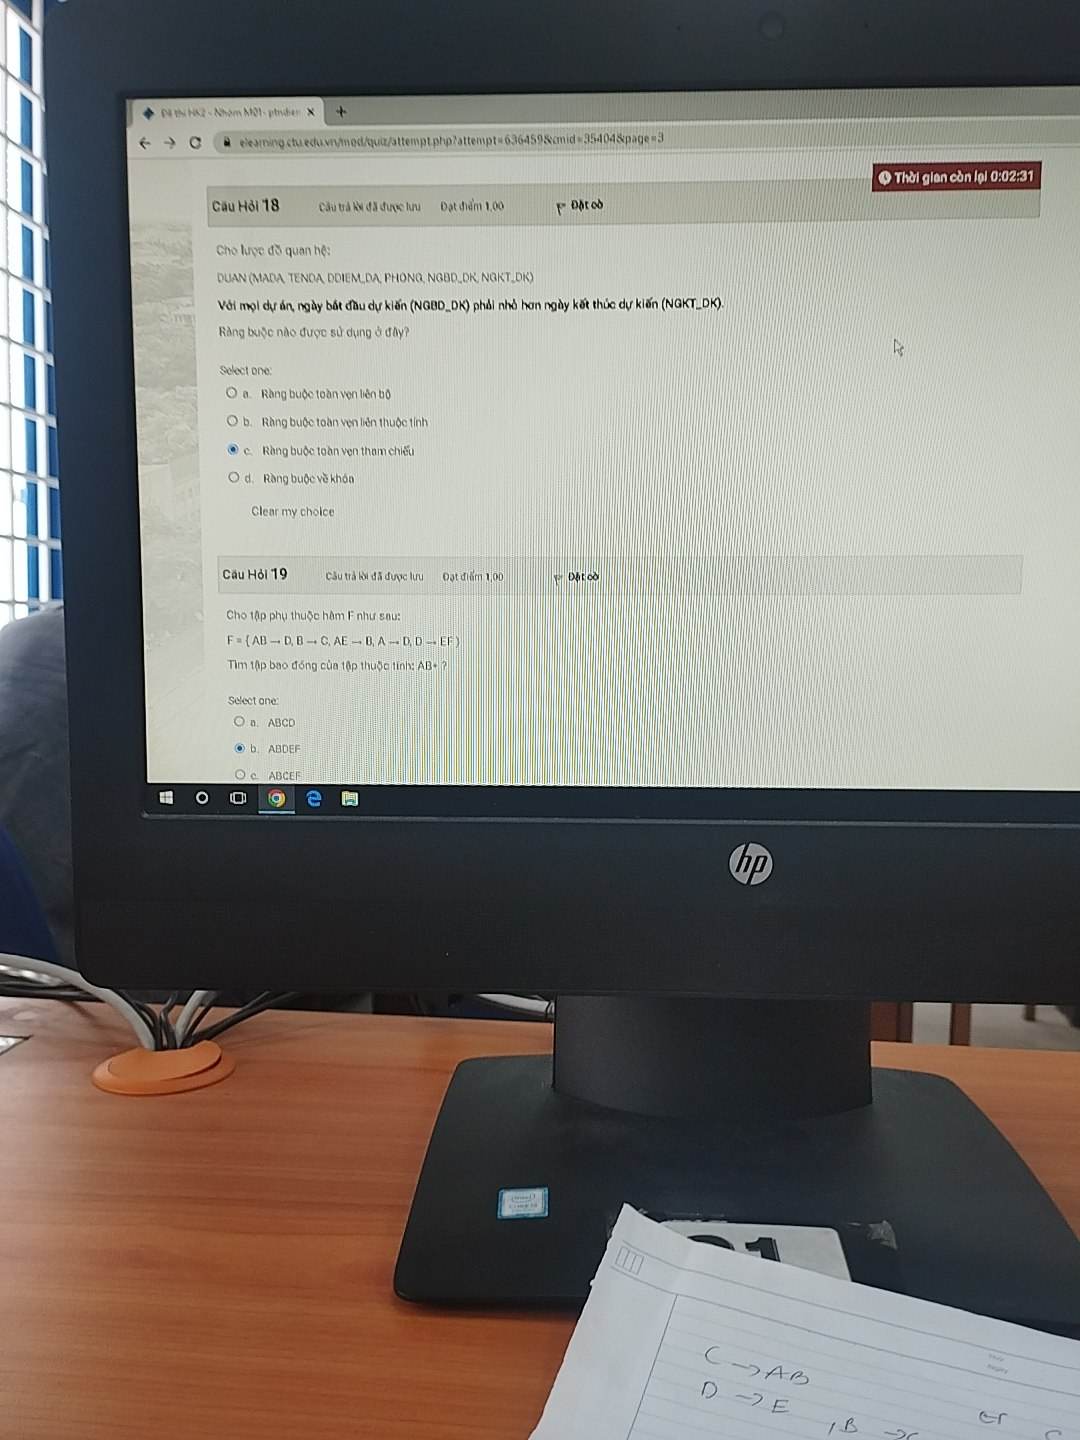 Đề thi HK2 - Nhóm M01- ptndien
elearning.ctu.edu.vn/mod/quiz/attempt.php?attempt=636459&cmid=35404&page=3
Thời gian còn lại 0:02:31
Câu Hỏi 18 Câu trả lời đã được lưu Đạt điểm 1,00 Đặt cờ
Cho lược đồ quan hệ:
DUAN (MADA, TENDA, DDIEM_DA, PHONG, NGBD_DK, NGKT_DK)
Với mọi dự án, ngày bắt đầu dự kiến (NGBD_DK) phải nhỏ hơn ngày kết thúc dự kiến (NGKT_DK).
Ràng buộc nào được sử dụng ở đây?
Select one:
a. Ràng buộc toàn vẹn liên bộ
b. Ràng buộc toàn vẹn liên thuộc tính
c. Ràng buộc toàn vẹn tham chiếu
d. Ràng buộc về khóa
Clear my choice
Câu Hỏi 19 Câu trả lời đã được lưu Đạt điểm 1,00 Đặt cờ
Cho tập phụ thuộc hàm F như sau:
F = { AB → D, B → C, AE → B, A → D, D → EF }
Tìm tập bao đóng của tập thuộc tính: AB+ ?
Select one:
a. ABCD
b. ABDEF
c. ABCEF
hp
C → AB
D → E